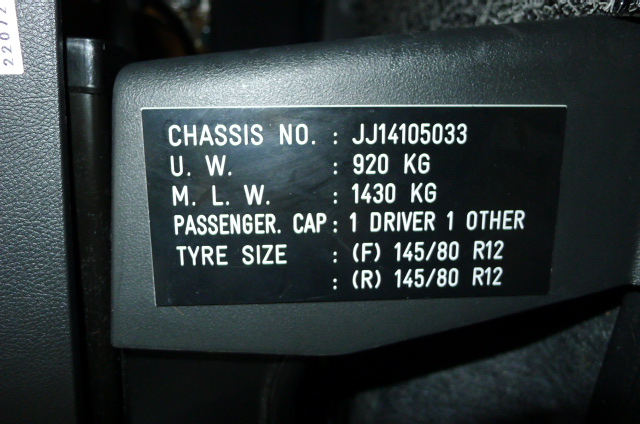 22072
CHASSIS NO. : JJ14105033
U. W. : 920 KG
M. L. W. : 1430 KG
PASSENGER. CAP : 1 DRIVER 1 OTHER
TYRE SIZE : (F) 145/80 R12
: (R) 145/80 R12